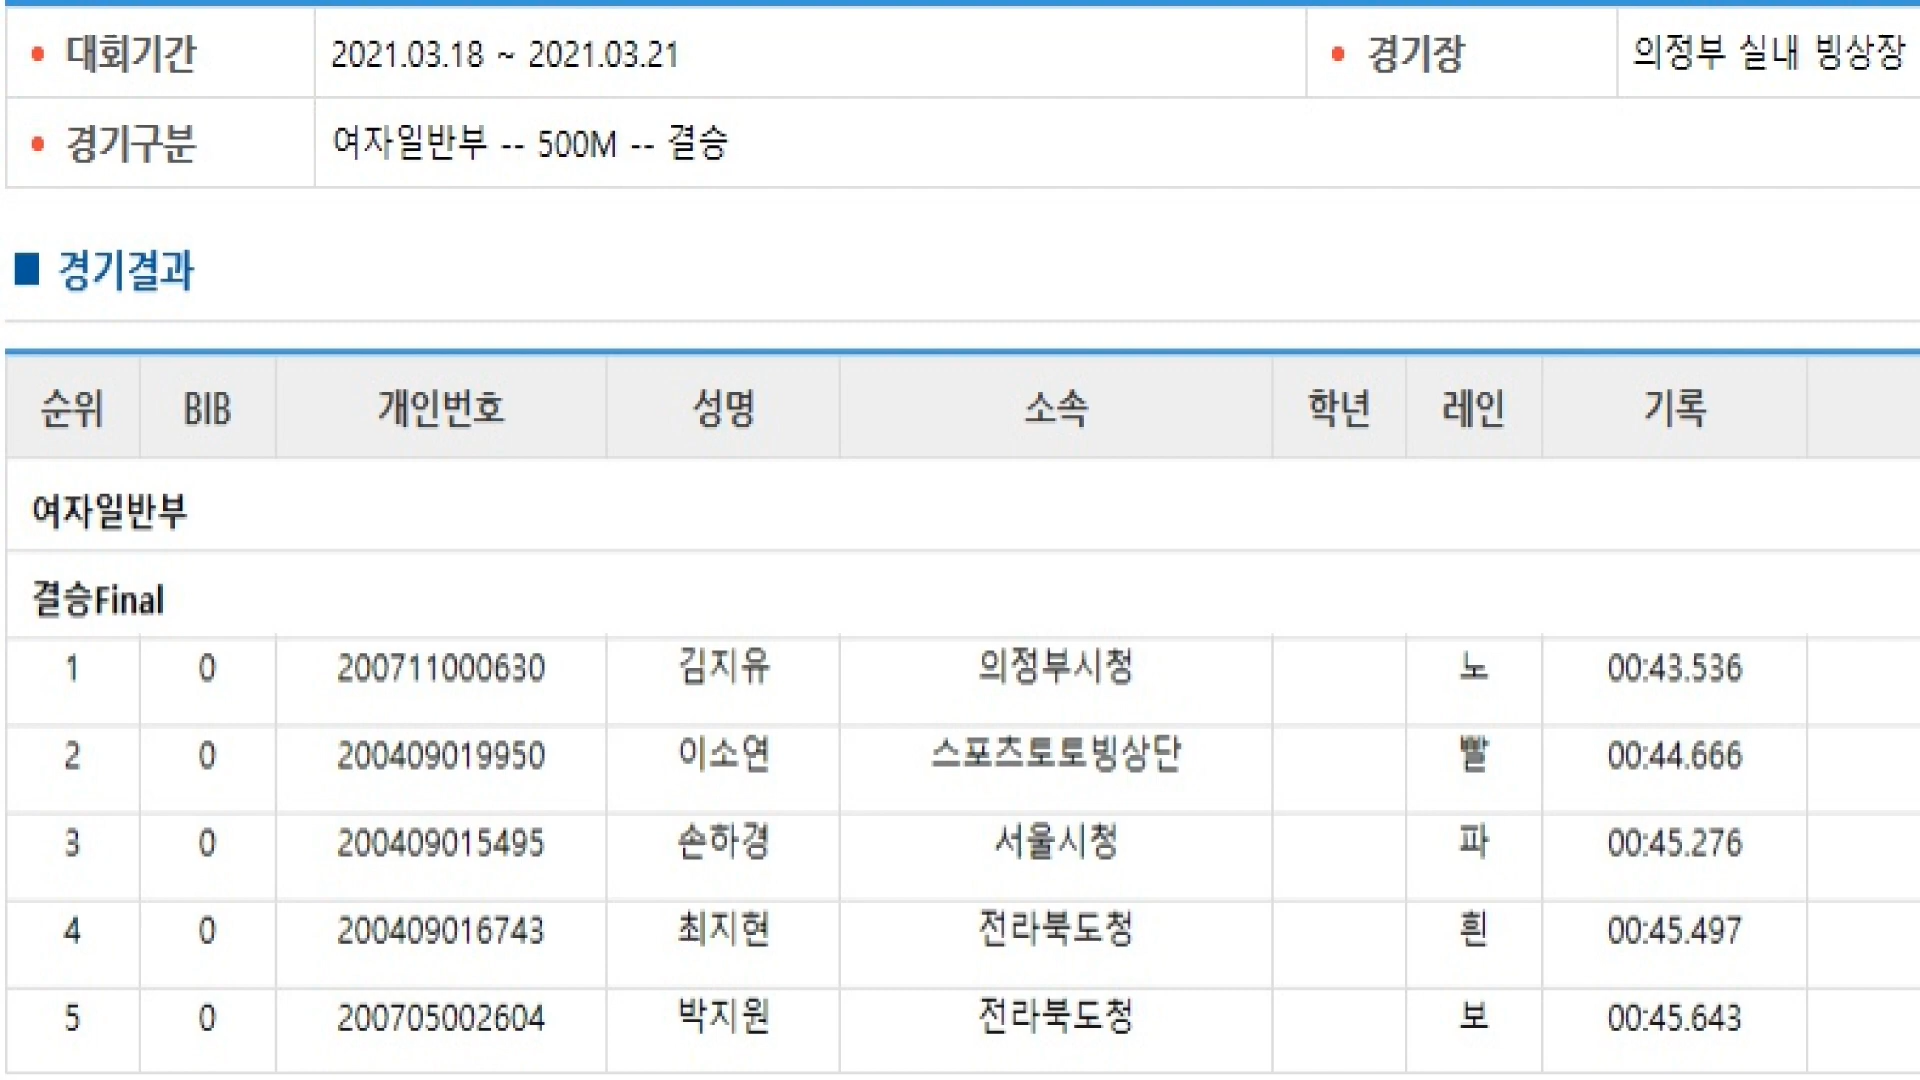 대회기간 2021.03.18 ~ 2021.03.21 경기장 의정부 실내 빙상장
경기구분 여자일반부 -- 500M -- 결승
경기결과
순위 BIB 개인번호 성명 소속 학년 레인 기록
여자일반부
결승Final
1 0 200711000630 김지유 의정부시청 노 00:43.536
2 0 200409019950 이소연 스포츠토토빙상단 빨 00:44.666
3 0 200409015495 손하경 서울시청 파 00:45.276
4 0 200409016743 최지현 전라북도청 흰 00:45.497
5 0 200705002604 박지원 전라북도청 보 00:45.643